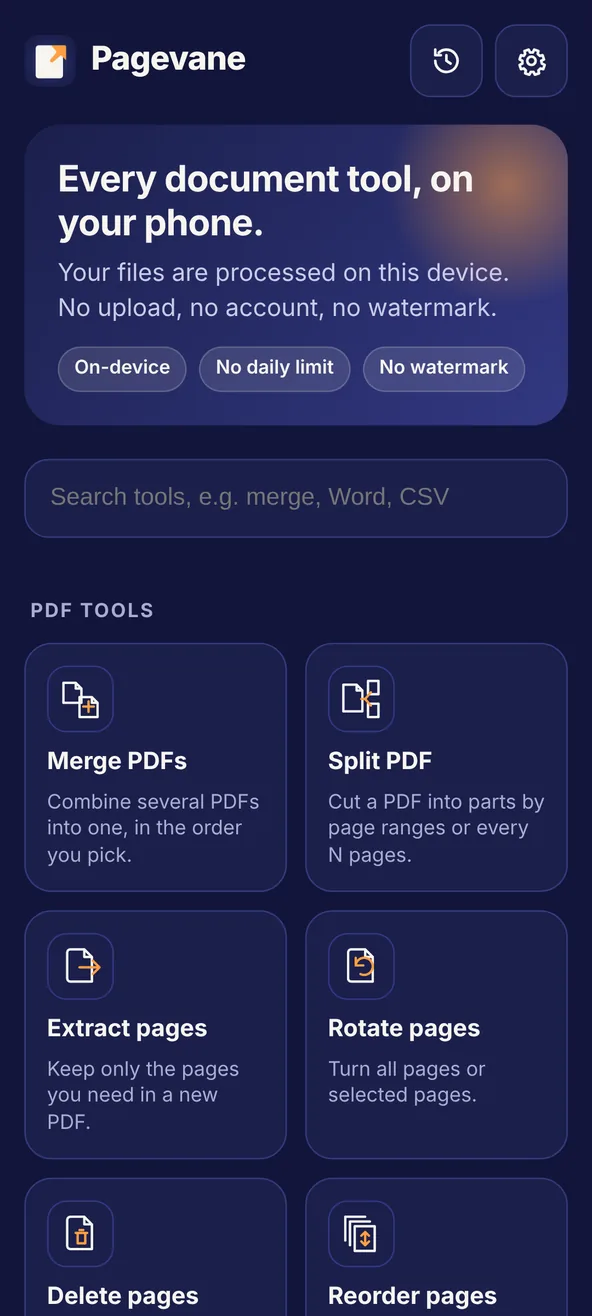 Pagevane
Every document tool, on
your phone.
Your files are processed on this device.
No upload, no account, no watermark.
On-device
No daily limit
No watermark
Search tools, e.g. merge, Word, CSV
PDF TOOLS
Merge PDFs
Combine several PDFs
into one, in the order
you pick.
Split PDF
Cut a PDF into parts by
page ranges or every
N pages.
Extract pages
Keep only the pages
you need in a new
PDF.
Rotate pages
Turn all pages or
selected pages.
Delete pages
Reorder pages